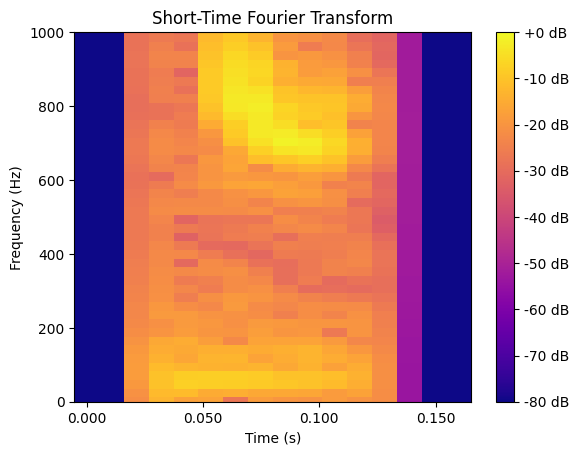 Short-Time Fourier Transform
1000
800
600
400
200
0
Frequency (Hz)
0.000
0.050
0.100
0.150
Time (s)
+0 dB
-10 dB
-20 dB
-30 dB
-40 dB
-50 dB
-60 dB
-70 dB
-80 dB